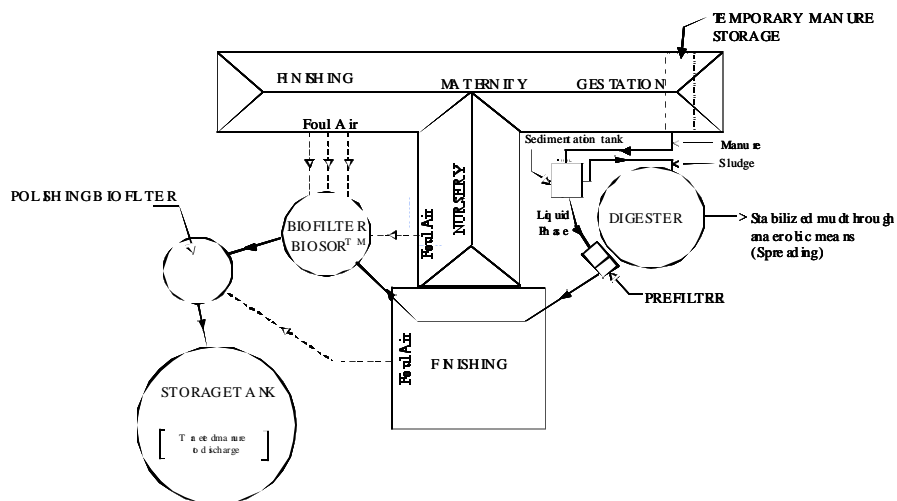 TEMPORARY MANURE
STORAGE
FINISHING
MATERNITY
GESTATION
Foul Air
Sedimentation tank
Manure
Sludge
POLISHING BIOFLTER
BIOFILTER
BIOSOR™
Foul Air
NURSERY
Liquid
Phase
DIGESTER
Stabilized mud through
anaerobic means
(Spreading)
PREFILTRR
Foul Air
FINISHING
STORAGE TANK
Treated manure
to discharge